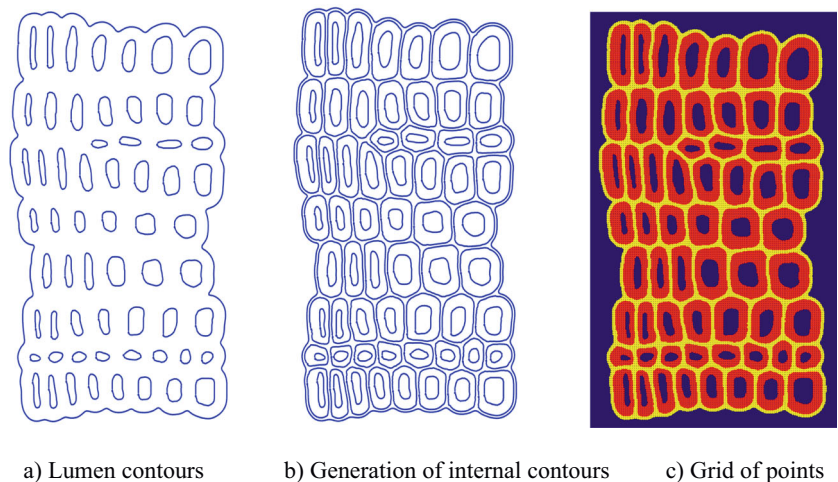 a) Lumen contours b) Generation of internal contours c) Grid of points